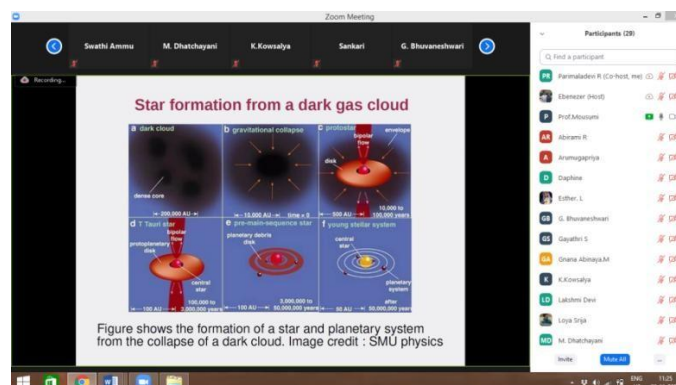 Zoom Meeting
Swathi Ammu
M. Dhatchayani
K.Kowsalya
Sankari
G. Bhuvaneshwari
Recording...
Star formation from a dark gas cloud
a dark cloud
dense core
200,000 AU
b gravitational collapse
10,000 AU time = 0
c protostar
bipolar
flow
envelope
disk
500 AU
10,000 to
100,000 years
d T Tauri star
bipolar
flow
protoplanetary
disk
central
star
100 AU
100,000 to
3,000,000 years
e pre-main-sequence star
planetary debris
disk
100 AU
3,000,000 to
50,000,000 years
f young stellar system
central
star
planetary
system
50 AU
after
50,000,000 years
Figure shows the formation of a star and planetary system
from the collapse of a dark cloud. Image credit : SMU physics
Participants (29)
Find a participant
PR Parimaladevi R (Co-host, me)
Ebenezer (Host)
P Prof.Mousumi
AR Abirami R
A Arumugapriya
D Daphine
Esther. L
GB G. Bhuvaneshwari
GS Gayathri S
GA Gnana Abinaya.M
K K.Kowsalya
LD Lakshmi Devi
Loya Srija
MD M. Dhatchayani
Invite
Mute All
...
ENG
11:25